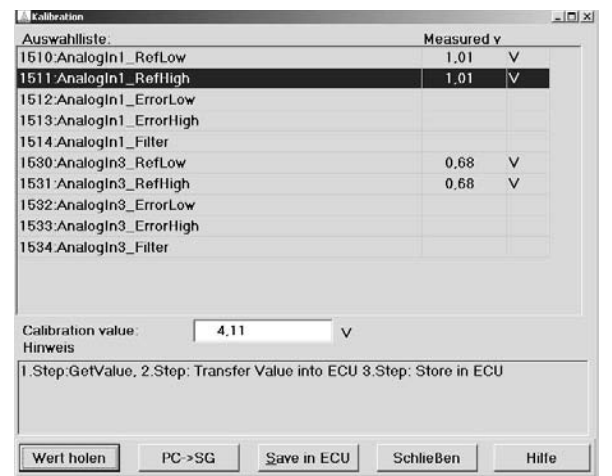 Kalibration
Auswahlliste: Measured v
1510:AnalogIn1_RefLow 1,01 V
1511:AnalogIn1_RefHigh 1,01 V
1512:AnalogIn1_ErrorLow
1513:AnalogIn1_ErrorHigh
1514:AnalogIn1_Filter
1530:AnalogIn3_RefLow 0,68 V
1531:AnalogIn3_RefHigh 0,68 V
1532:AnalogIn3_ErrorLow
1533:AnalogIn3_ErrorHigh
1534:AnalogIn3_Filter
Calibration value: 4,11 V
Hinweis
1.Step:GetValue, 2.Step: Transfer Value into ECU 3.Step: Store in ECU
Wert holen PC->SG Save in ECU Schließen Hilfe